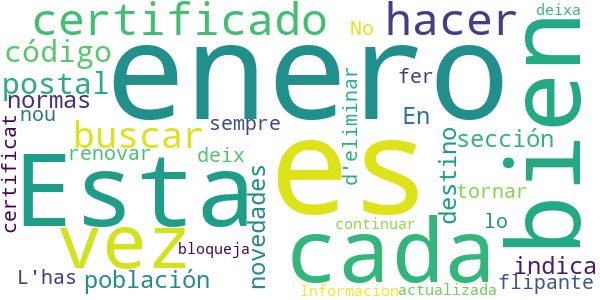 certificado
No
hacer
deixa
código
enero
bien
postal
fer
normas
d'eliminar
nou
En
sempre
certificat
buscar
es
sección
renovar
deix
destino
Esta
novedades
tornar
vez
cada
lo
continuar
bloqueja
indica
L'has
población
flipante
Informacion
actualizada